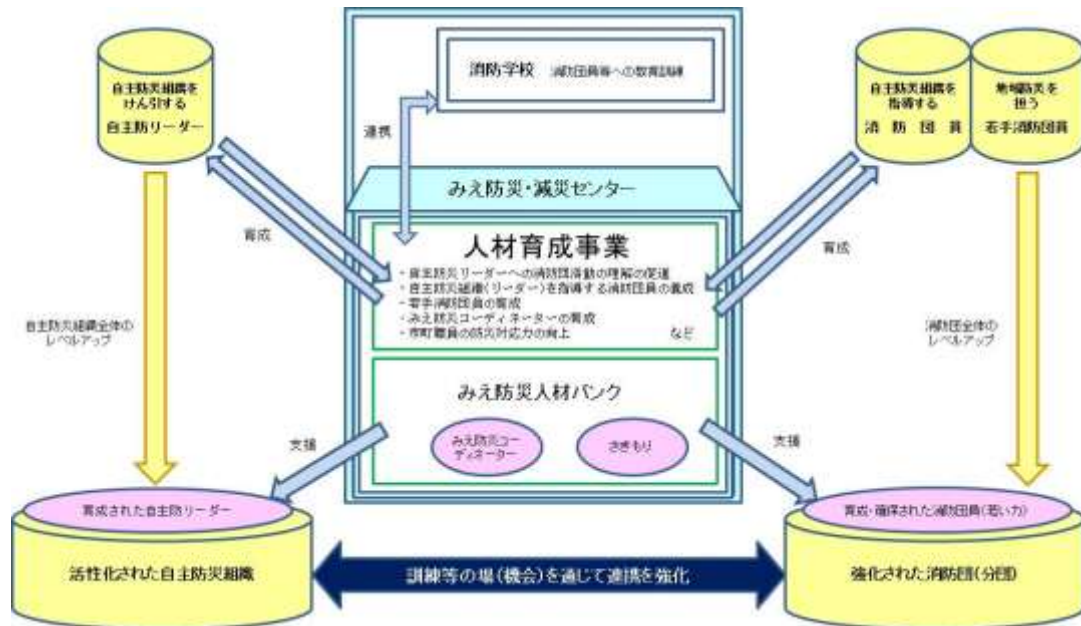 自主防災組織を
けん引する
自主防リーダー
消防学校 消防団員等への教育訓練
自主防災組織を
指導する
消防団員
地域防災を
担う
若手消防団員
連携
みえ防災・減災センター
育成
人材育成事業
・自主防災リーダーへの消防団活動の理解の促進
・自主防災組織(リーダー)を指導する消防団員の養成
・若手消防団員の育成
・みえ防災コーディネーターの育成
・市町職員の防災対応力の向上 など
育成
自主防災組織全体の
レベルアップ
消防団全体の
レベルアップ
みえ防災人材バンク
みえ防災コー
ディネーター
さきもり
支援
支援
育成された自主防リーダー
活性化された自主防災組織
訓練等の場(機会)を通じて連携を強化
育成・確保された消防団員(若い力)
強化された消防団(分団)